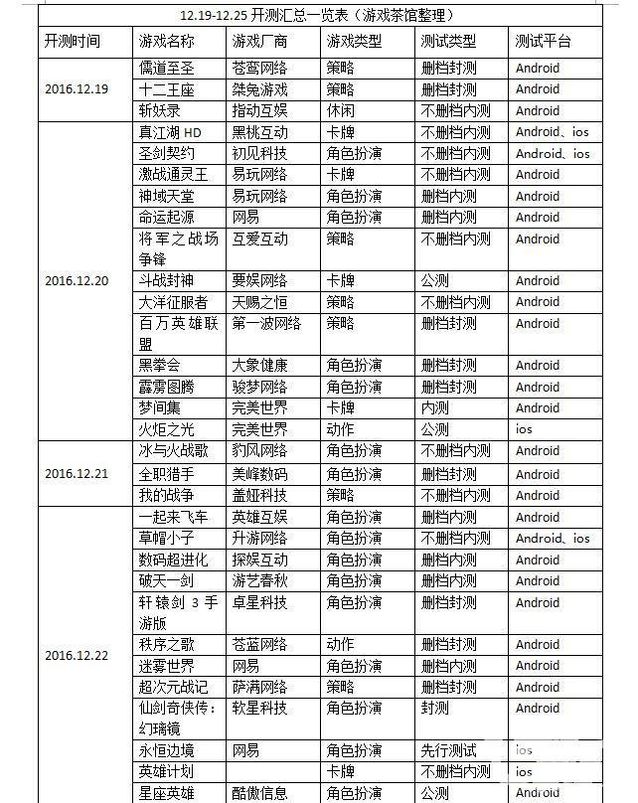 12.19-12.25 开测汇总一览表（游戏茶馆整理）
开测时间 游戏名称 游戏厂商 游戏类型 测试类型 测试平台
2016.12.19
儒道至圣 苍鸾网络 策略 删档封测 Android
十二王座 桀兔游戏 策略 删档封测 Android
斩妖录 指动互娱 休闲 不删档内测 Android
2016.12.20
真江湖 HD 黑桃互动 卡牌 不删档内测 Android、ios
圣剑契约 初见科技 角色扮演 不删档内测 Android、ios
激战通灵王 易玩网络 卡牌 不删档内测 Android
神域天堂 易玩网络 角色扮演 删档内测 Android
命运起源 网易 角色扮演 删档内测 Android
将军之战场 互爱互动 策略 不删档内测 Android
争锋
斗战封神 要娱网络 卡牌 公测 Android
大洋征服者 天赐之恒 策略 不删档内测 Android
百万英雄联 第一波网络 策略 删档封测 Android
盟
黑拳会 大象健康 角色扮演 删档封测 Android
霹雳图腾 骏梦网络 角色扮演 删档封测 Android
梦间集 完美世界 卡牌 内测 Android
火炬之光 完美世界 动作 公测 ios
2016.12.21
冰与火战歌 豹风网络 角色扮演 不删档内测 Android
全职猎手 美峰数码 角色扮演 删档内测 Android
我的战争 盖娅科技 策略 不删档内测 Android
2016.12.22
一起来飞车 英雄互娱 角色扮演 删档内测 Android
草帽小子 升游网络 角色扮演 不删档内测 Android、ios
数码超进化 探娱互动 角色扮演 删档内测 Android
破天一剑 游艺春秋 角色扮演 删档内测 Android
轩辕剑 3 手 卓星科技 角色扮演 删档封测 Android
游版
秩序之歌 苍蓝网络 动作 删档封测 Android
迷雾世界 网易 角色扮演 删档内测 Android
超次元战记 萨满网络 策略 删档封测 Android
仙剑奇侠传： 软星科技 角色扮演 封测 Android
幻璃镜
永恒边境 网易 角色扮演 先行测试 ios
英雄计划 卡牌 不删档内测 ios
星座英雄 酷傲信息 角色扮演 公测 Android